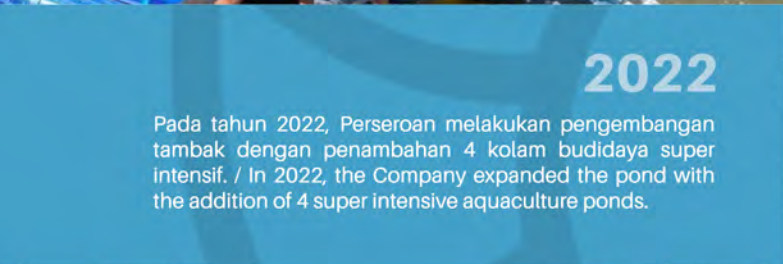 2022
Pada tahun 2022, Perseroan melakukan pengembangan
tambak dengan penambahan 4 kolam budidaya super
intensif. / In 2022, the Company expanded the pond with
the addition of 4 super intensive aquaculture ponds.